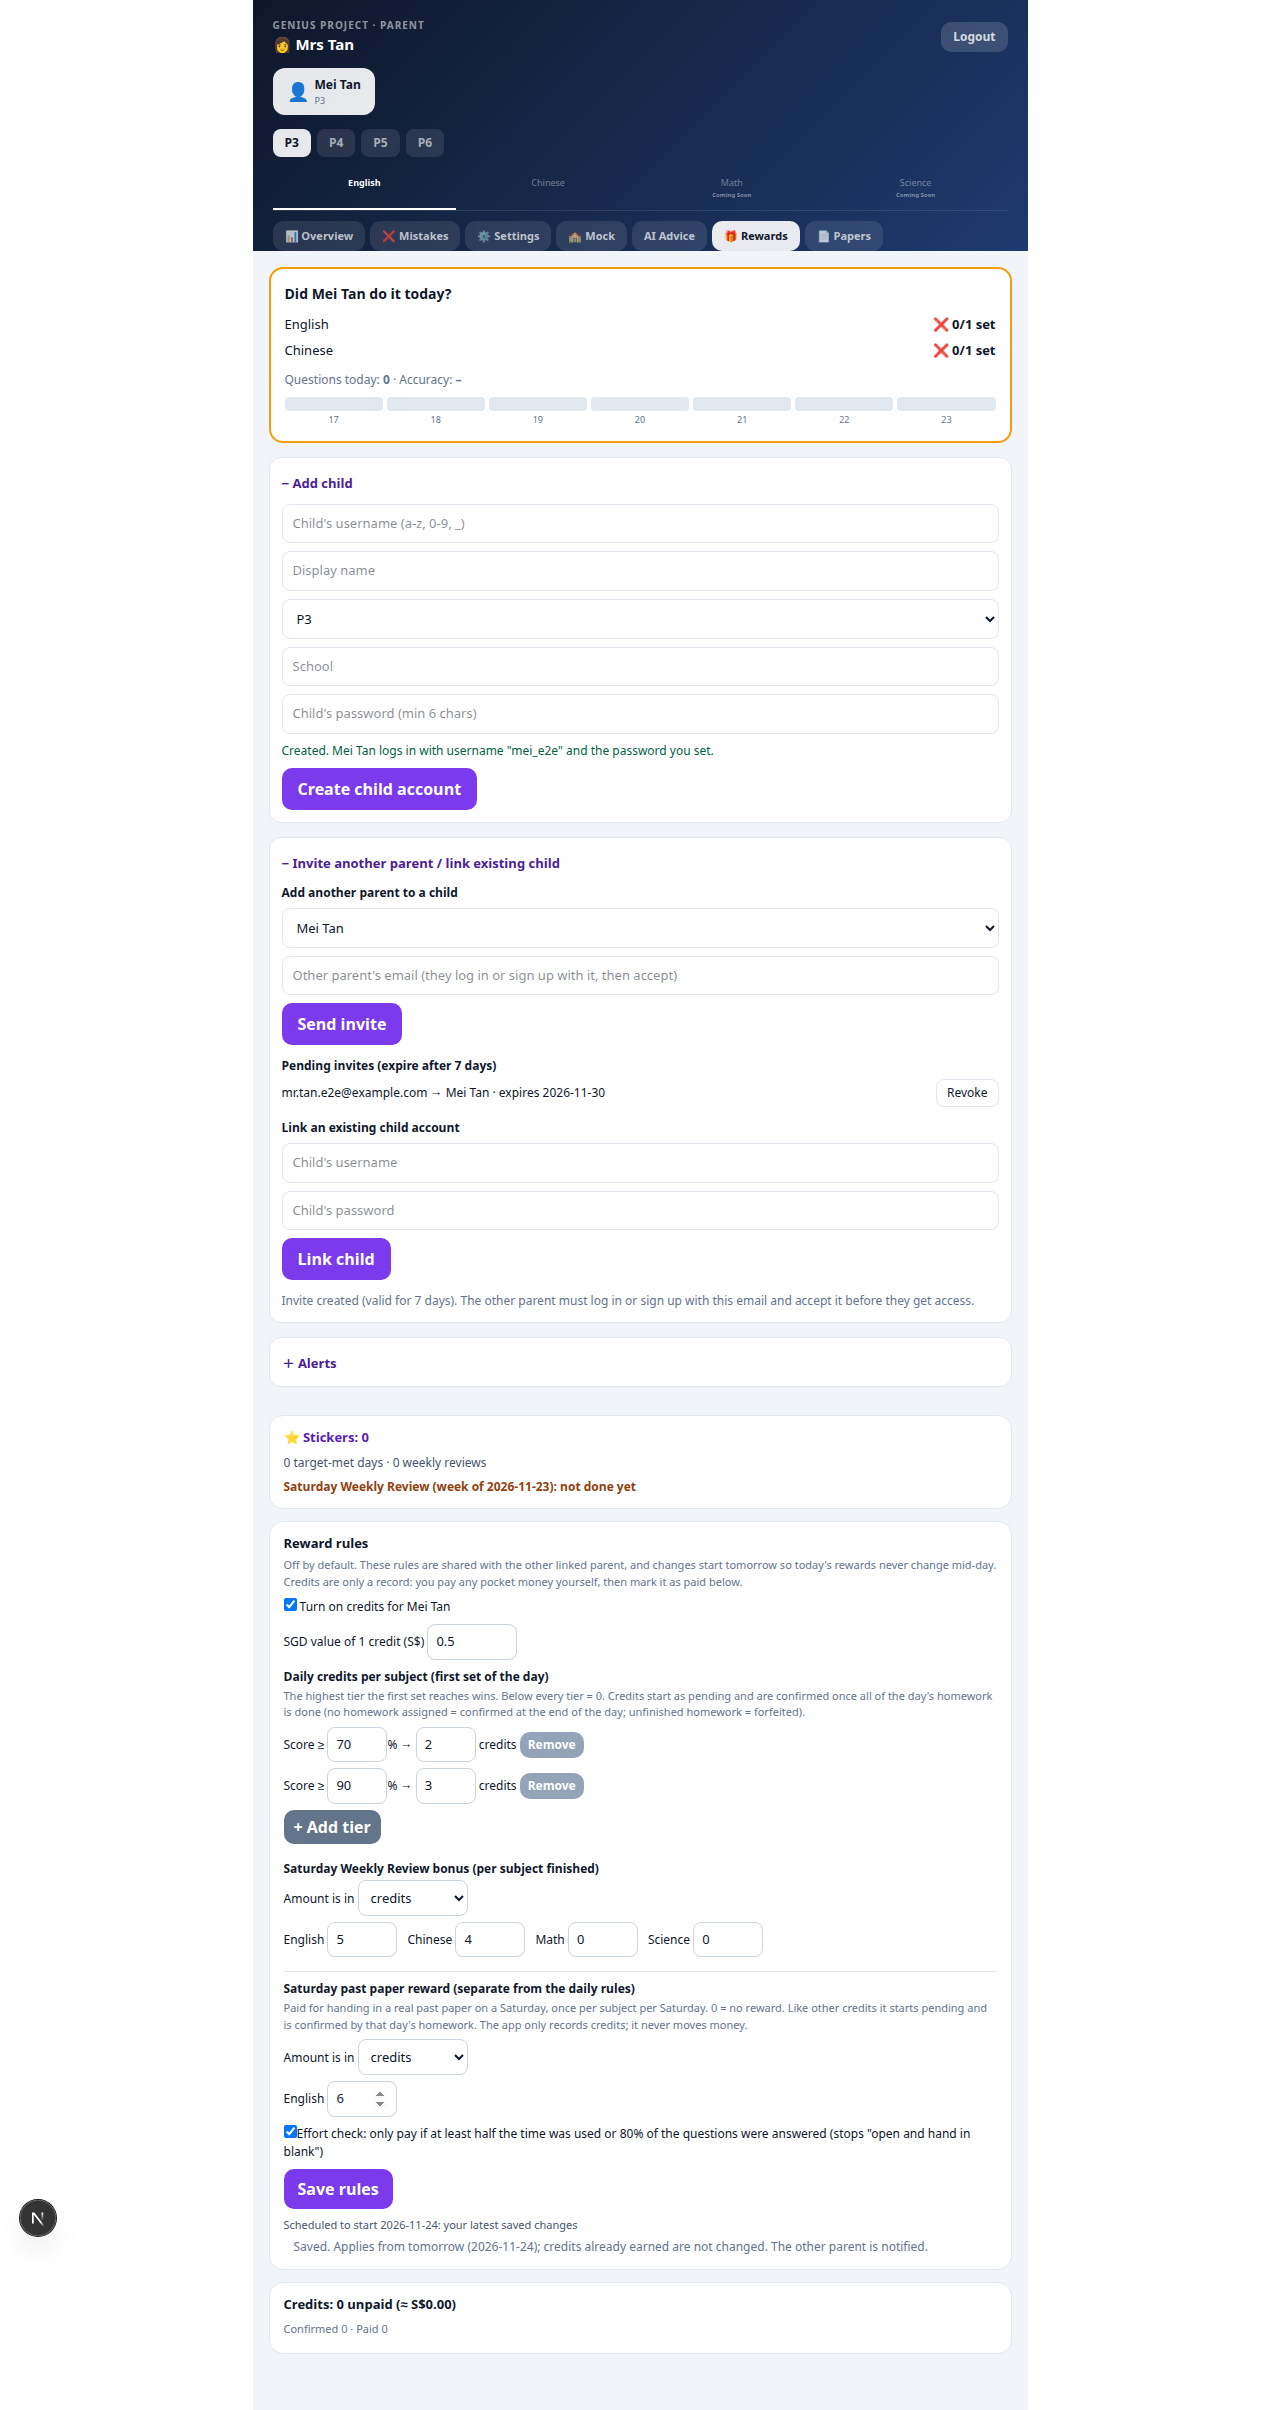 GENIUS PROJECT · PARENT
👩 Mrs Tan
Logout
👤 Mei Tan
P3
P3 P4 P5 P6
English Chinese Math Science
Coming Soon Coming Soon
📊 Overview ❌ Mistakes ⚙️ Settings 🏫 Mock AI Advice 🎁 Rewards 📄 Papers
Did Mei Tan do it today?
English ❌ 0/1 set
Chinese ❌ 0/1 set
Questions today: 0 · Accuracy: –
17 18 19 20 21 22 23
− Add child
Child's username (a-z, 0-9, _)
Display name
P3
School
Child's password (min 6 chars)
Created. Mei Tan logs in with username "mei_e2e" and the password you set.
Create child account
− Invite another parent / link existing child
Add another parent to a child
Mei Tan
Other parent's email (they log in or sign up with it, then accept)
Send invite
Pending invites (expire after 7 days)
mr.tan.e2e@example.com → Mei Tan · expires 2026-11-30 Revoke
Link an existing child account
Child's username
Child's password
Link child
Invite created (valid for 7 days). The other parent must log in or sign up with this email and accept it before they get access.
+ Alerts
⭐ Stickers: 0
0 target-met days · 0 weekly reviews
Saturday Weekly Review (week of 2026-11-23): not done yet
Reward rules
Off by default. These rules are shared with the other linked parent, and changes start tomorrow so today's rewards never change mid-day.
Credits are only a record: you pay any pocket money yourself, then mark it as paid below.
Turn on credits for Mei Tan
SGD value of 1 credit (S$) 0.5
Daily credits per subject (first set of the day)
The highest tier the first set reaches wins. Below every tier = 0. Credits start as pending and are confirmed once all of the day's homework
is done (no homework assigned = confirmed at the end of the day; unfinished homework = forfeited).
Score ≥ 70 % → 2 credits Remove
Score ≥ 90 % → 3 credits Remove
+ Add tier
Saturday Weekly Review bonus (per subject finished)
Amount is in credits
English 5 Chinese 4 Math 0 Science 0
Saturday past paper reward (separate from the daily rules)
Paid for handing in a real past paper on a Saturday, once per subject per Saturday. 0 = no reward. Like other credits it starts pending and
is confirmed by that day's homework. The app only records credits; it never moves money.
Amount is in credits
English 6
Effort check: only pay if at least half the time was used or 80% of the questions were answered (stops "open and hand in
blank")
Save rules
Scheduled to start 2026-11-24: your latest saved changes
Saved. Applies from tomorrow (2026-11-24); credits already earned are not changed. The other parent is notified.
Credits: 0 unpaid (≈ S$0.00)
Confirmed 0 · Paid 0
N